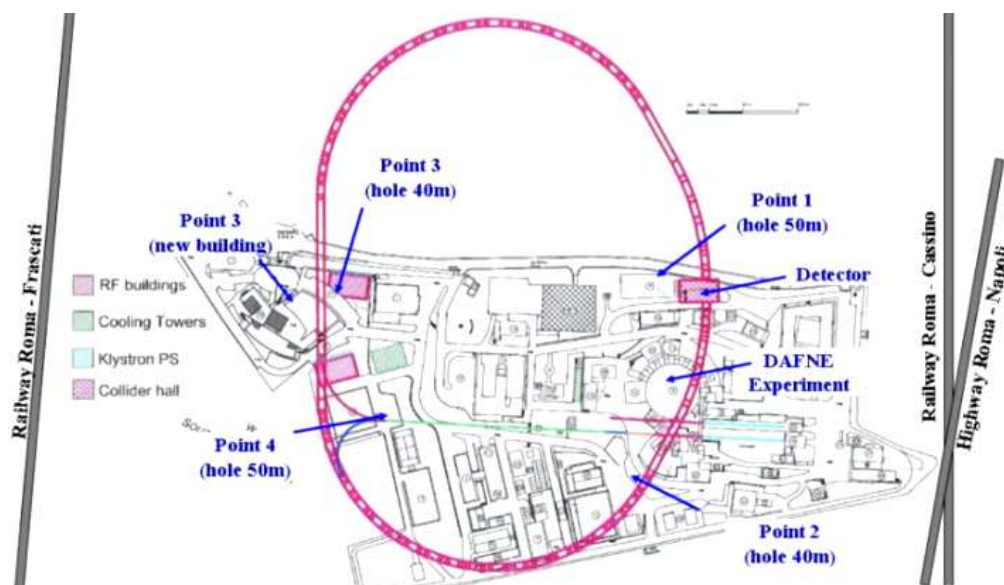 Railway Roma - Frascati
Point 3
(hole 40m)
Point 3
(new building)
Point 1
(hole 50m)
Detector
RF buildings
Cooling Towers
Klystron PS
Collider hall
DAFNE
Experiment
Point 4
(hole 50m)
Point 2
(hole 40m)
Railway Roma - Cassino
Highway Roma - Napoli